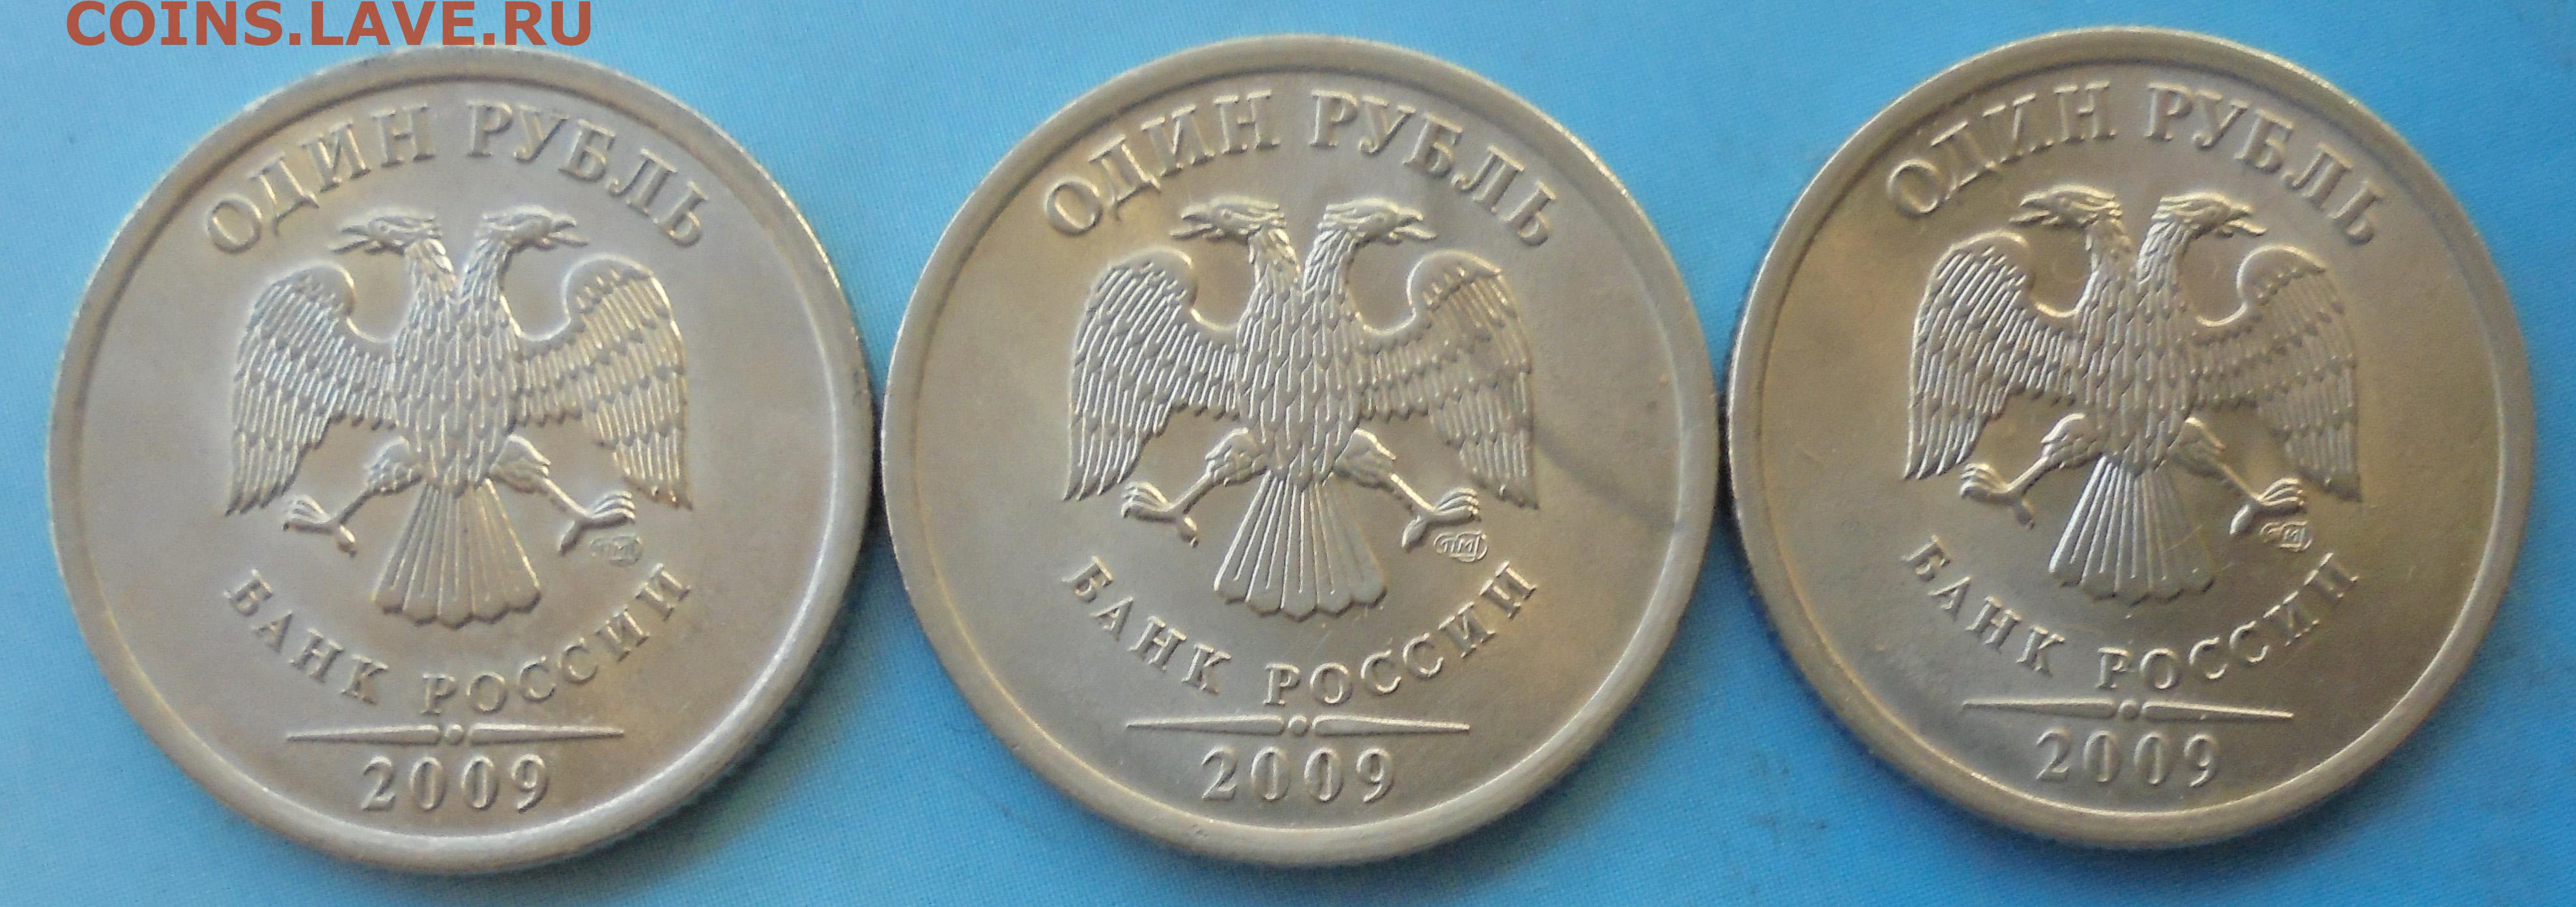 COINS.LAVE.RU
ОДИН РУБЛЬ
БАНК РОССИИ
2009
ОДИН РУБЛЬ
БАНК РОССИИ
2009
ОДИН РУБЛЬ
БАНК РОССИИ
2009